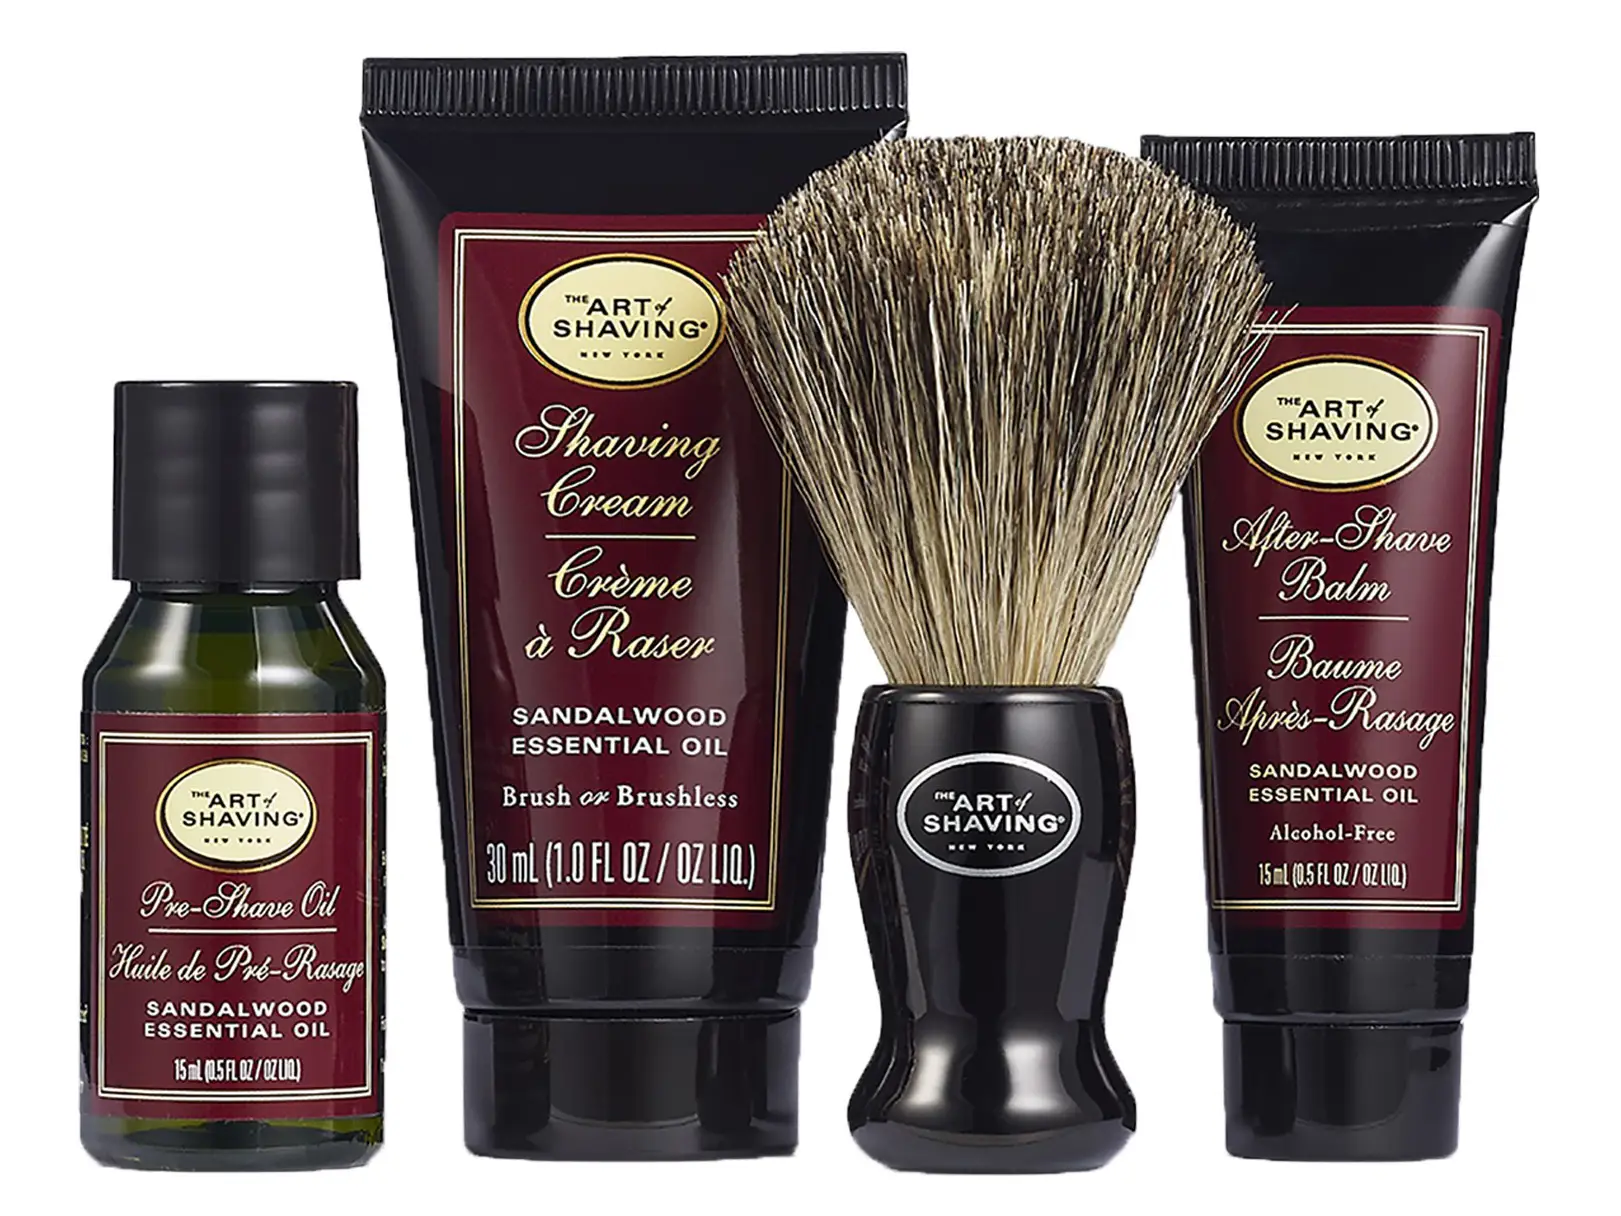 THE ART of
SHAVING®
NEW YORK
Pre-Shave Oil
Huile de Pré-Rasage
SANDALWOOD
ESSENTIAL OIL
15 mL (0.5 FL OZ / OZ LIQ.)
THE ART of
SHAVING®
NEW YORK
Shaving
Cream
Crème
à Raser
SANDALWOOD
ESSENTIAL OIL
Brush or Brushless
30 mL (1.0 FL OZ / OZ LIQ.)
THE ART of
SHAVING®
NEW YORK
THE ART of
SHAVING®
NEW YORK
After-Shave
Balm
Baume
Après-Rasage
SANDALWOOD
ESSENTIAL OIL
Alcohol-Free
15 mL (0.5 FL OZ / OZ LIQ.)